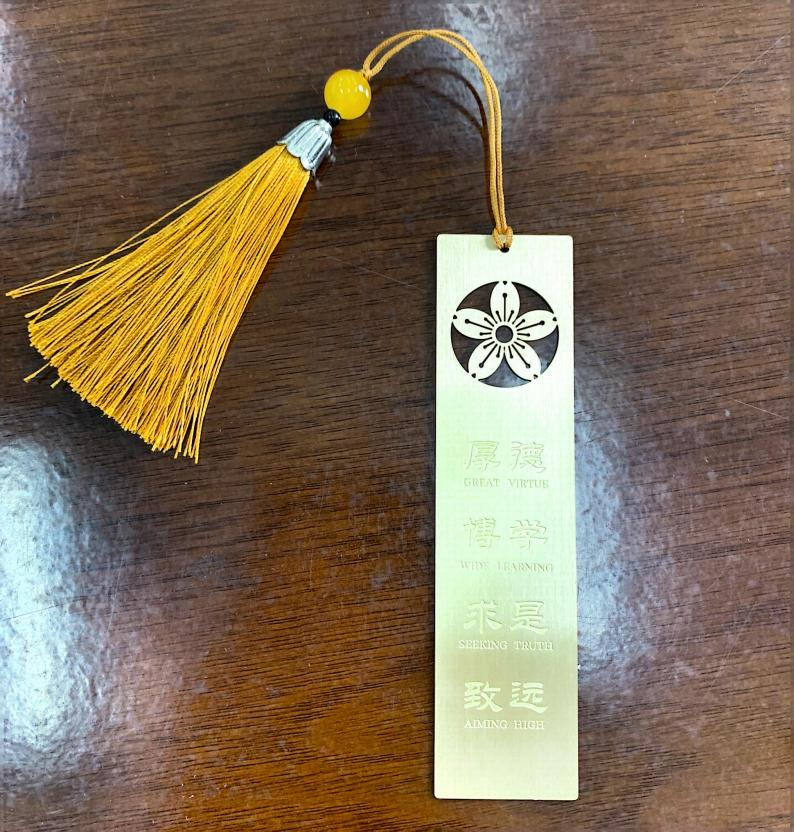 厚德
GREAT VIRTUE
博学
WIDE LEARNING
求是
SEEKING TRUTH
致远
AIMING HIGH